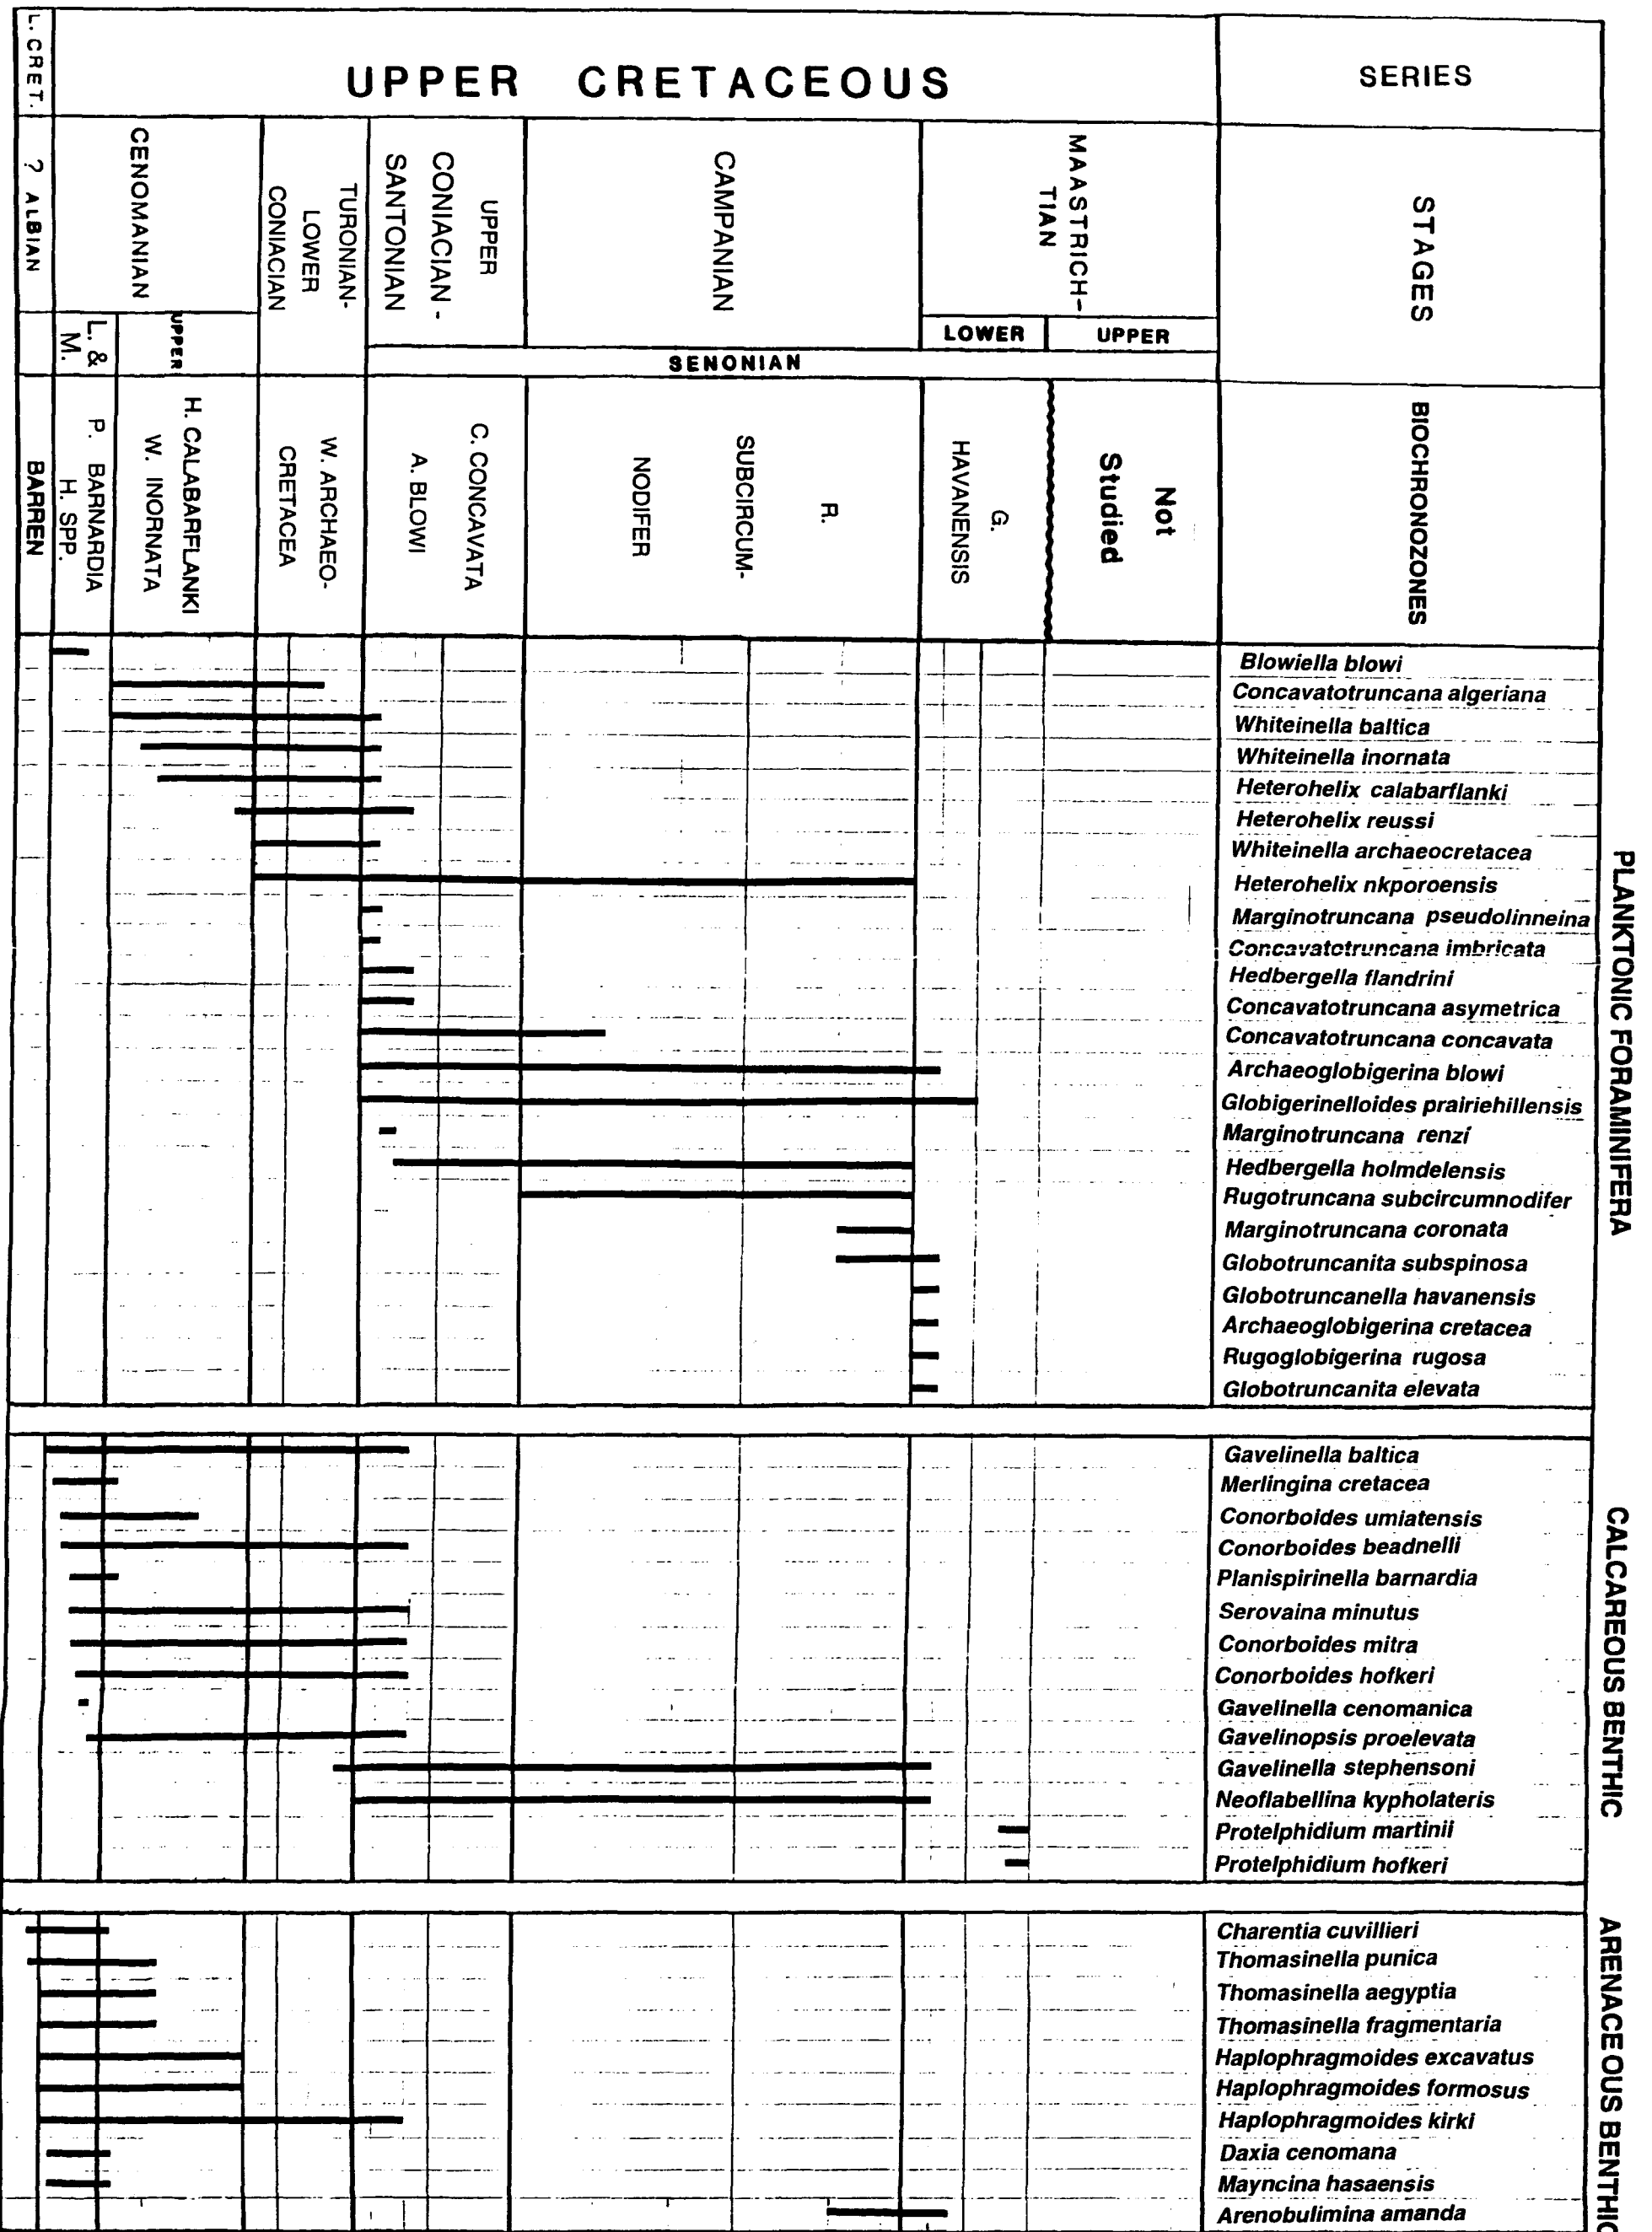 L. CRET.
UPPER CRETACEOUS
SERIES
? ALBIAN
CENOMANIAN
L. &
M.
UPPER
TURONIAN-
LOWER
CONIACIAN
UPPER
CONIACIAN -
SANTONIAN
CAMPANIAN
MAASTRICH-
TIAN
LOWER
UPPER
SENONIAN
STAGES
BARREN
P. BARNARDIA
H. SPP.
H. CALABARFLANKI
W. INORNATA
W. ARCHAEO-
CRETACEA
C. CONCAVATA
A. BLOWI
R.
SUBCIRCUM-
NODIFER
G.
HAVANENSIS
Not
Studied
BIOCHRONOZONES
PLANKTONIC FORAMINIFERA
Blowiella blowi
Concavatotruncana algeriana
Whiteinella baltica
Whiteinella inornata
Heterohelix calabarflanki
Heterohelix reussi
Whiteinella archaeocretacea
Heterohelix nkporoensis
Marginotruncana pseudolinneina
Concavatotruncana imbricata
Hedbergella flandrini
Concavatotruncana asymetrica
Concavatotruncana concavata
Archaeoglobigerina blowi
Globigerinelloides prairiehillensis
Marginotruncana renzi
Hedbergella holmdelensis
Rugotruncana subcircumnodifer
Marginotruncana coronata
Globotruncanita subspinosa
Globotruncanella havanensis
Archaeoglobigerina cretacea
Rugoglobigerina rugosa
Globotruncanita elevata
CALCAREOUS BENTHIC
Gavelinella baltica
Merlingina cretacea
Conorboides umiatensis
Conorboides beadnelli
Planispirinella barnardia
Serovaina minutus
Conorboides mitra
Conorboides hofkeri
Gavelinella cenomanica
Gavelinopsis proelevata
Gavelinella stephensoni
Neoflabellina kypholateris
Protelphidium martinii
Protelphidium hofkeri
ARENACEOUS BENTHIC
Charentia cuvillieri
Thomasinella punica
Thomasinella aegyptia
Thomasinella fragmentaria
Haplophragmoides excavatus
Haplophragmoides formosus
Haplophragmoides kirki
Daxia cenomana
Mayncina hasaensis
Arenobulimina amanda